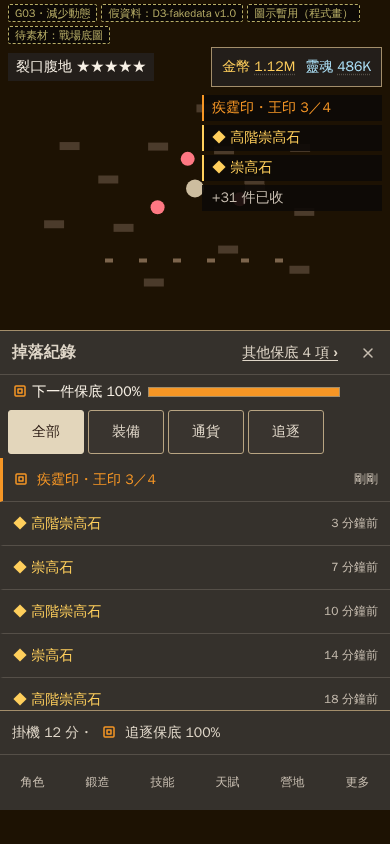 G03・減少動態 假資料：D3-fakedata v1.0 圖示暫用（程式畫）
待素材：戰場底圖
裂口腹地 ★★★★★
金幣 1.12M 靈魂 486K
疾霆印・王印 3／4
高階崇高石
崇高石
+31 件已收
掉落紀錄 其他保底 4 項 › ×
下一件保底 100%
全部 裝備 通貨 追逐
疾霆印・王印 3／4 剛剛
高階崇高石 3 分鐘前
崇高石 7 分鐘前
高階崇高石 10 分鐘前
崇高石 14 分鐘前
高階崇高石 18 分鐘前
掛機 12 分・ 追逐保底 100%
角色 鍛造 技能 天賦 營地 更多